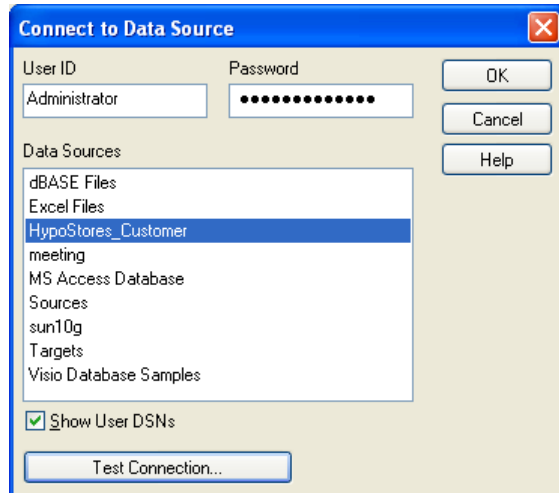 Connect to Data Source
User ID
Password
OK
Administrator
●●●●●●●●●●●●●
Cancel
Data Sources
Help
dBASE Files
Excel Files
HypoStores_Customer
meeting
MS Access Database
Sources
sun10g
Targets
Visio Database Samples
Show User DSNs
Test Connection...